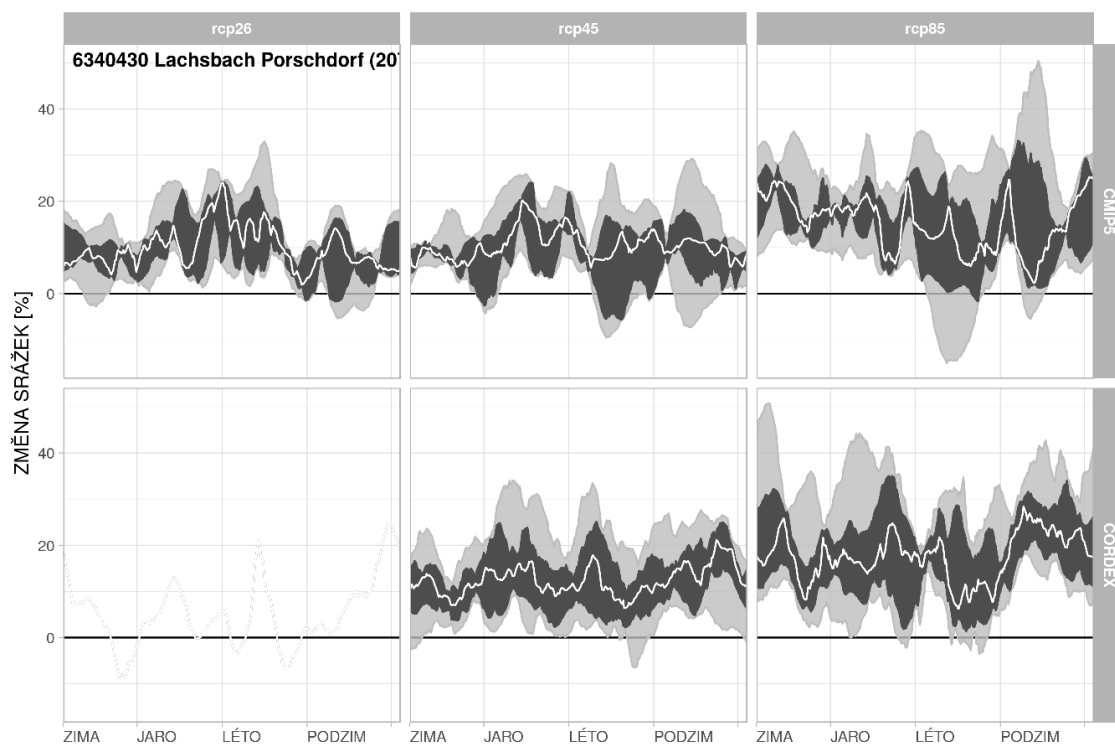 rcp26 rcp45 rcp85
6340430 Lachsbach Porschdorf (20
CMIP5
40
20
0
ZMĚNA SRÁŽEK [%]
CORDEX
40
20
0
ZIMA JARO LÉTO PODZIM ZIMA JARO LÉTO PODZIM ZIMA JARO LÉTO PODZIM